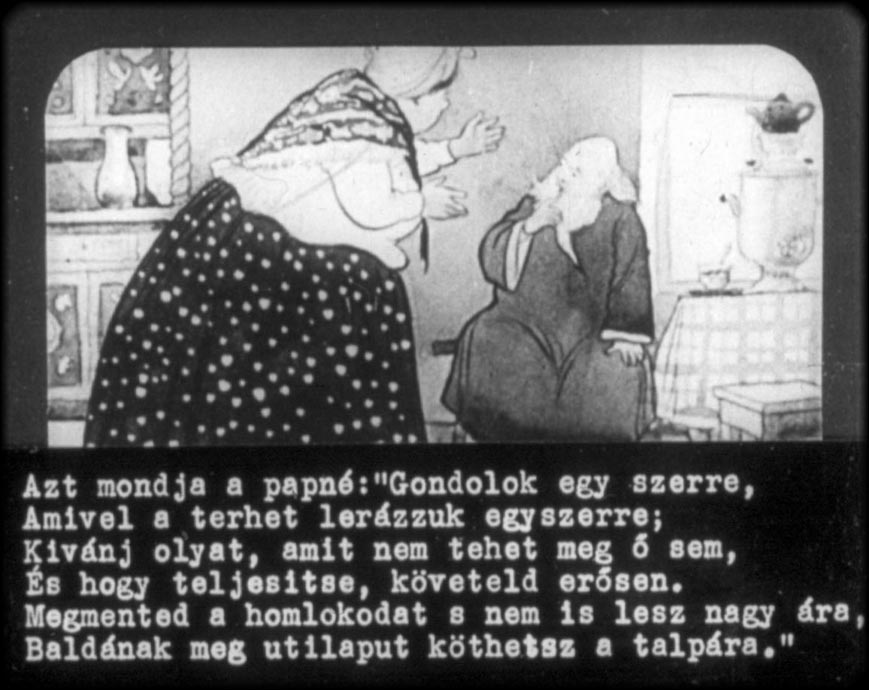 Azt mondja a papné:"Gondolok egy szerre,
Amivel a terhet lerázzuk egyszerre;
Kivánj olyat, amit nem tehet meg ő sem,
És hogy teljesitse, követeld erősen.
Megmented a homlokodat s nem is lesz nagy ára,
Baldának meg utilaput köthetsz a talpára."